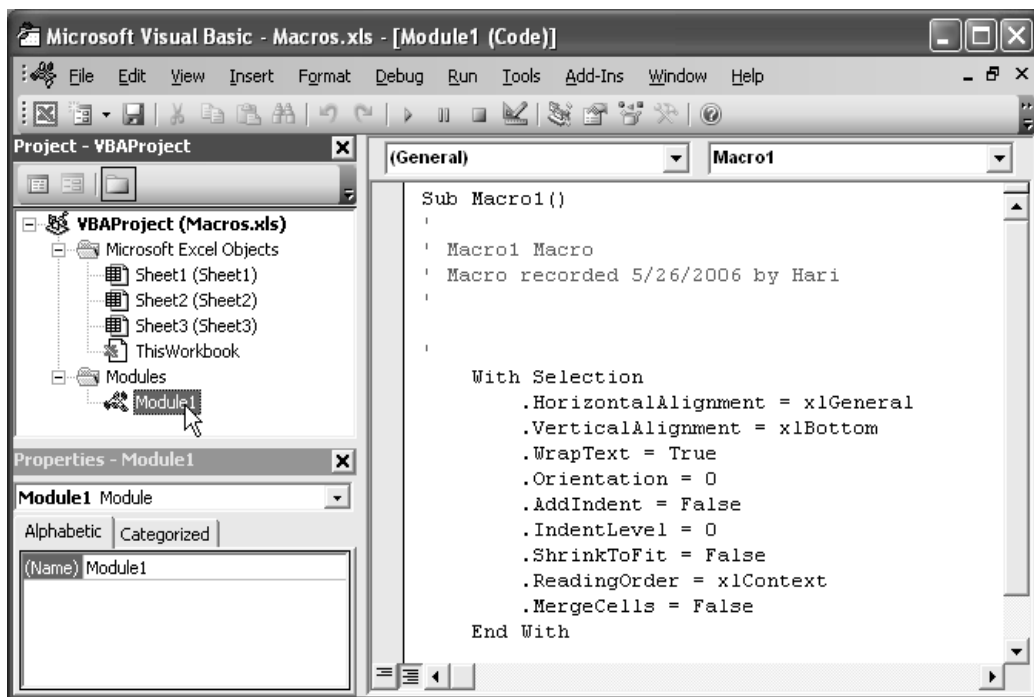 Microsoft Visual Basic - Macros.xls - [Module1 (Code)]
File Edit View Insert Format Debug Run Tools Add-Ins Window Help
Project - VBAProject
VBAProject (Macros.xls)
Microsoft Excel Objects
Sheet1 (Sheet1)
Sheet2 (Sheet2)
Sheet3 (Sheet3)
ThisWorkbook
Modules
Module1
Properties - Module1
Module1 Module
Alphabetic Categorized
(Name) Module1
(General) Macro1
Sub Macro1()
'
' Macro1 Macro
' Macro recorded 5/26/2006 by Hari
'
'
With Selection
.HorizontalAlignment = xlGeneral
.VerticalAlignment = xlBottom
.WrapText = True
.Orientation = 0
.AddIndent = False
.IndentLevel = 0
.ShrinkToFit = False
.ReadingOrder = xlContext
.MergeCells = False
End With